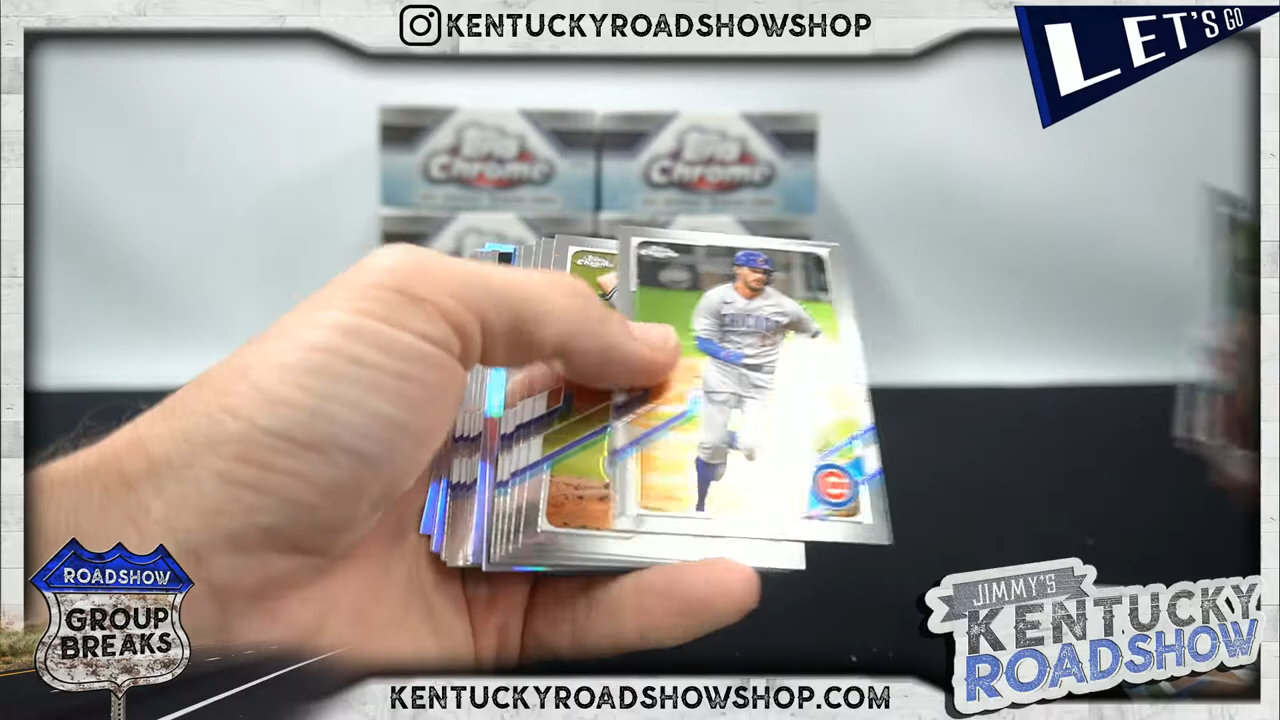 KENTUCKYROADSHOWSHOP
LET'S GO
Topps
Chrome
Topps
Chrome
CHICAGO
ROADSHOW
GROUP
BREAKS
JIMMY'S
KENTUCKY
ROADSHOW
KENTUCKYROADSHOWSHOP.COM